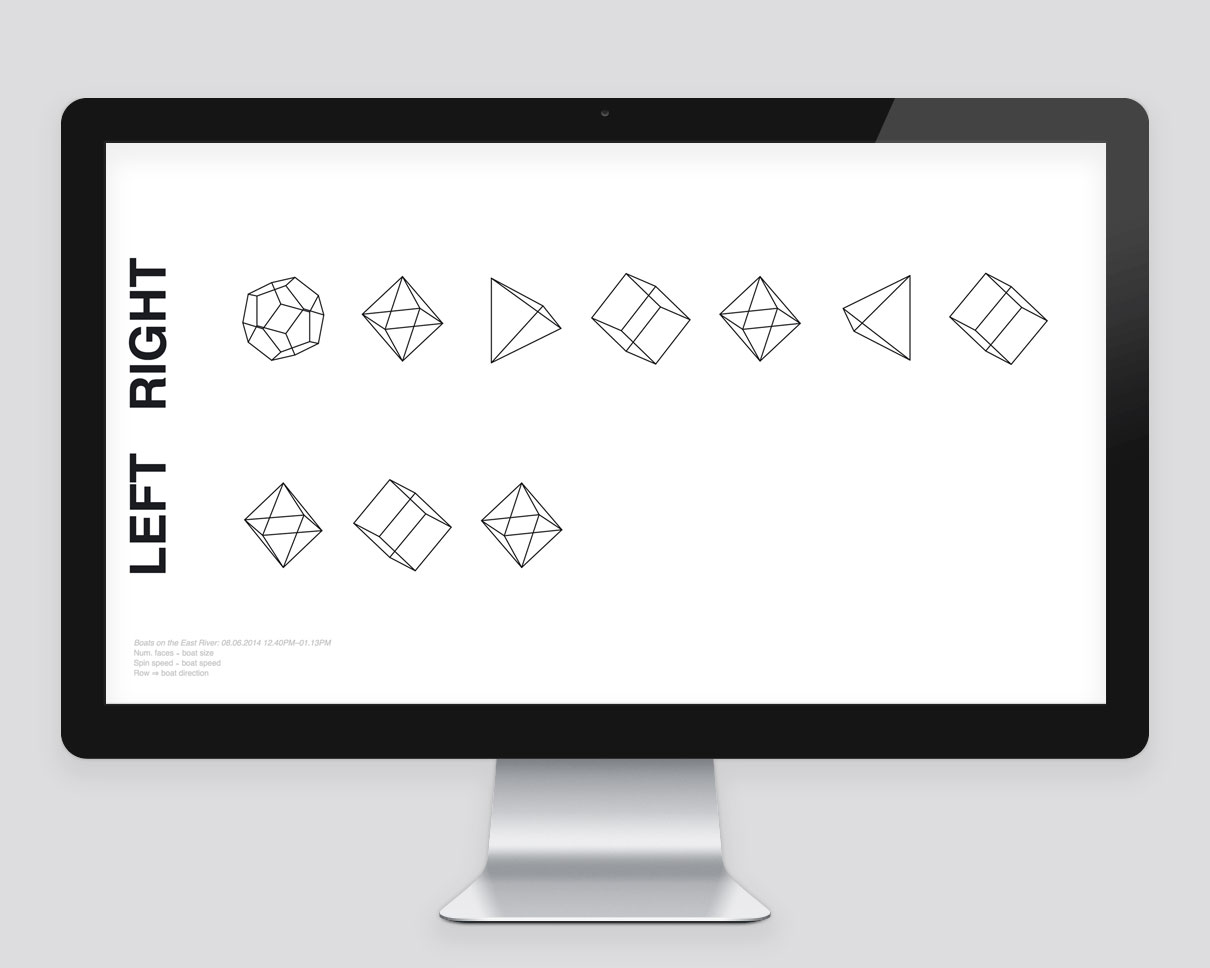 RIGHT
LEFT
Boats on the East River: 08.06.2014 12.40PM–01.13PM
Num. faces ÷ boat size
Spin speed ÷ boat speed
Row ⇒ boat direction